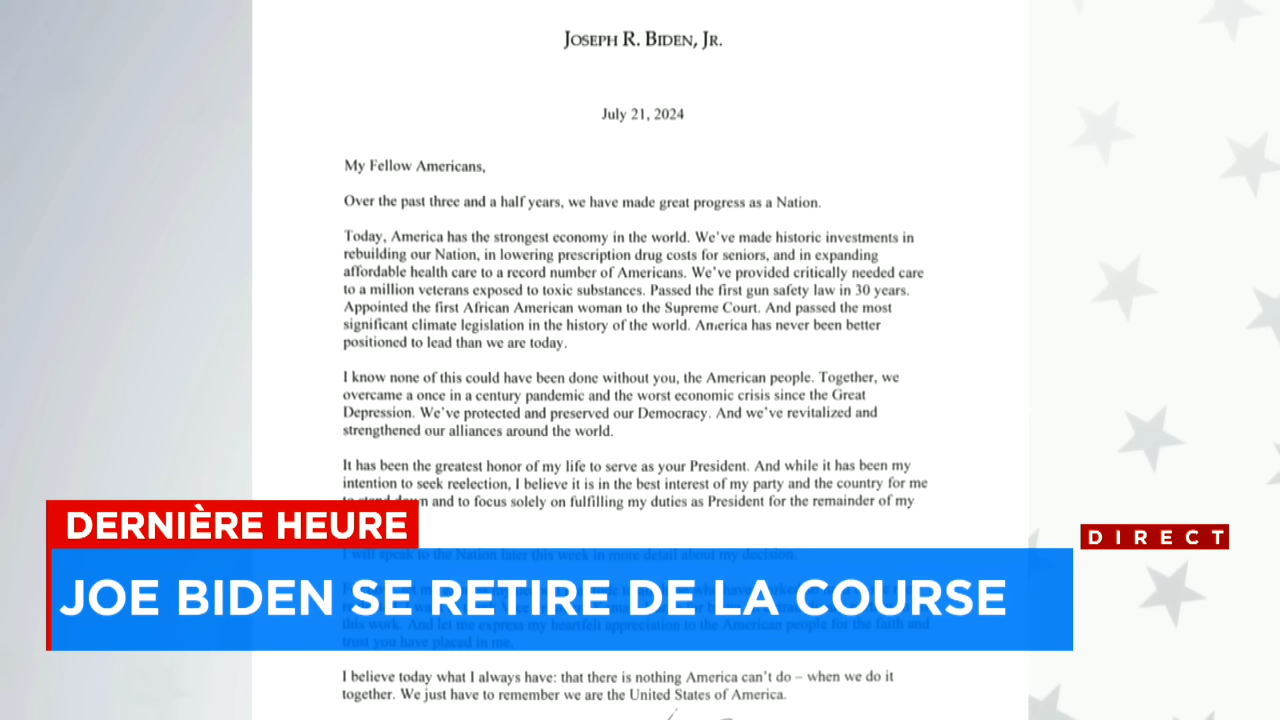 JOSEPH R. BIDEN, JR.
July 21, 2024
My Fellow Americans,
Over the past three and a half years, we have made great progress as a Nation.
Today, America has the strongest economy in the world. We've made historic investments in
rebuilding our Nation, in lowering prescription drug costs for seniors, and in expanding
affordable health care to a record number of Americans. We've provided critically needed care
to a million veterans exposed to toxic substances. Passed the first gun safety law in 30 years.
Appointed the first African American woman to the Supreme Court. And passed the most
significant climate legislation in the history of the world. America has never been better
positioned to lead than we are today.
I know none of this could have been done without you, the American people. Together, we
overcame a once in a century pandemic and the worst economic crisis since the Great
Depression. We've protected and preserved our Democracy. And we've revitalized and
strengthened our alliances around the world.
It has been the greatest honor of my life to serve as your President. And while it has been my
intention to seek reelection, I believe it is in the best interest of my party and the country for me
to stand down and to focus solely on fulfilling my duties as President for the remainder of my
DERNIÈRE HEURE
DIRECT
I will speak to the Nation later this week in more detail about my decision.
JOE BIDEN SE RETIRE DE LA COURSE
this work. And let me express my heartfelt appreciation to the American people for the faith and
trust you have placed in me.
I believe today what I always have: that there is nothing America can't do – when we do it
together. We just have to remember we are the United States of America.